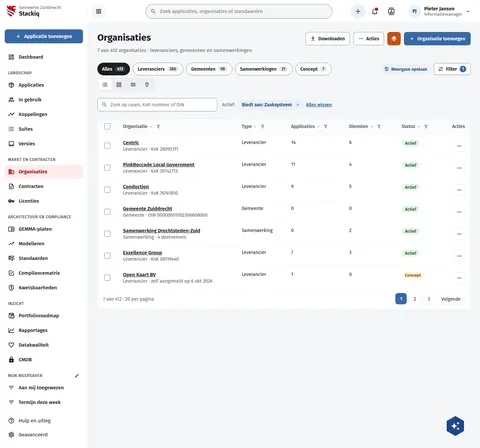 Gemeente Zuiddrecht
Stackiq
Zoek applicaties, organisaties of standaarden
PJ
Pieter Jansen
Informatiemanager
+ Applicatie toevoegen
Dashboard
LANDSCHAP
Applicaties
In gebruik
Koppelingen
Suites
Versies
MARKT EN CONTRACTEN
Organisaties
Contracten
Licenties
ARCHITECTUUR EN COMPLIANCE
GEMMA-platen
Modelleren
Standaarden
Compliancematrix
Kwetsbaarheden
INZICHT
Portfolioroadmap
Rapportages
Datakwaliteit
CMDB
MIJN WEERGAVEN
Aan mij toegewezen
Termijn deze week
Hulp en uitleg
Geavanceerd
Organisaties
7 van 412 organisaties · leveranciers, gemeenten en samenwerkingen
Downloaden
Acties
+ Organisatie toevoegen
Alles 412
Leveranciers 286
Gemeenten 98
Samenwerkingen 21
Concept 7
Weergave opslaan
Filter 1
Zoek op naam, KvK-nummer of OIN
Actief:
Biedt aan: Zaaksysteem ×
Alles wissen
Organisatie
Type
Applicaties
Diensten
Status
Acties
Centric
Leverancier · KvK 28095311
Leverancier
14
6
Actief
PinkRoccade Local Government
Leverancier · KvK 30142713
Leverancier
11
4
Actief
Conduction
Leverancier · KvK 76741850
Leverancier
9
5
Actief
Gemeente Zuiddrecht
Gemeente · OIN 00000001002306608000
Gemeente
0
0
Actief
Samenwerking Drechtsteden-Zuid
Samenwerking · 4 deelnemers
Samenwerking
0
2
Actief
Exxellence Group
Leverancier · KvK 08115440
Leverancier
7
3
Actief
Open Kaart BV
Leverancier · zelf aangemeld op 6 okt 2026
Leverancier
1
0
Concept
7 van 412 · 20 per pagina
1
2
3
Volgende